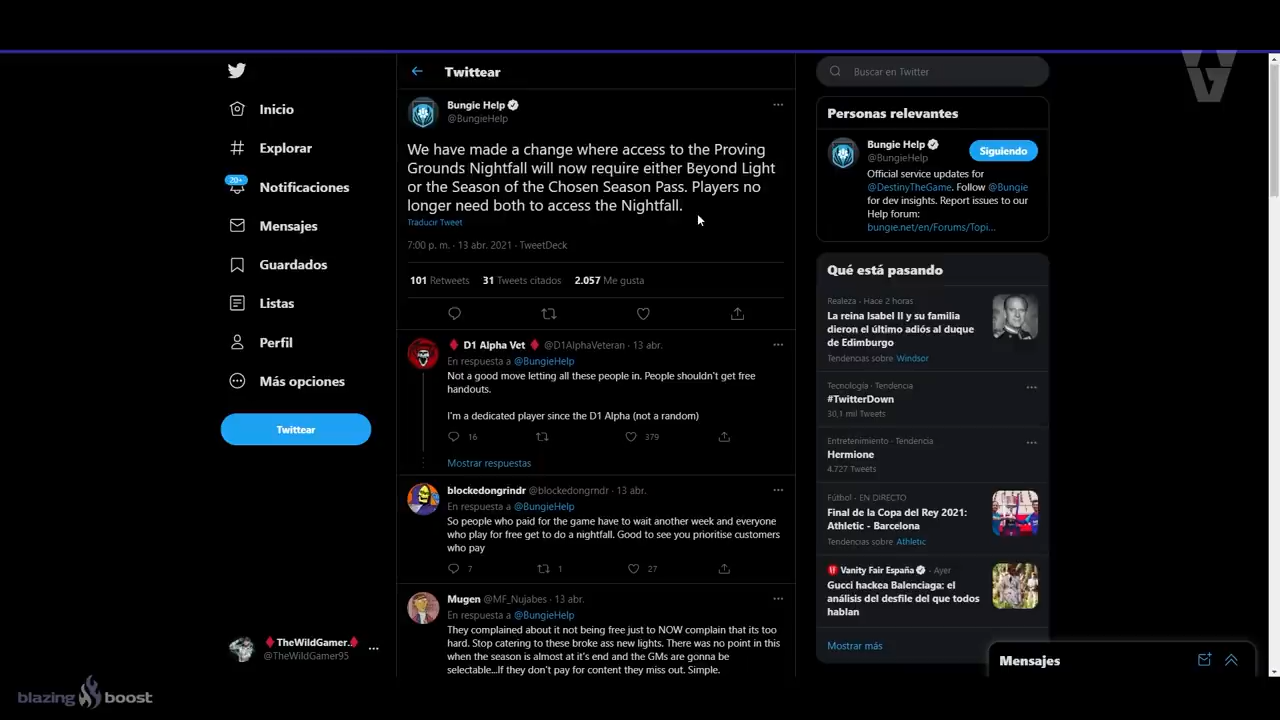 Inicio
Explorar
20+
Notificaciones
Mensajes
Guardados
Listas
Perfil
Más opciones
Twittear
TheWildGamer..
@TheWildGamer95
Twittear
Bungie Help
@BungieHelp
We have made a change where access to the Proving
Grounds Nightfall will now require either Beyond Light
or the Season of the Chosen Season Pass. Players no
longer need both to access the Nightfall.
Traducir Tweet
7:00 p. m. · 13 abr. 2021 · TweetDeck
101 Retweets 31 Tweets citados 2.057 Me gusta
D1 Alpha Vet @D1AlphaVeteran · 13 abr.
En respuesta a @BungieHelp
Not a good move letting all these people in. People shouldn't get free
handouts.
I'm a dedicated player since the D1 Alpha (not a random)
16 379
Mostrar respuestas
blockedongrindr @blockedongrndr · 13 abr.
En respuesta a @BungieHelp
So people who paid for the game have to wait another week and everyone
who play for free get to do a nightfall. Good to see you prioritise customers
who pay
7 1 27
Mugen @MF_Nujabes · 13 abr.
En respuesta a @BungieHelp
They complained about it not being free just to NOW complain that its too
hard. Stop catering to these broke ass new lights. There was no point in this
when the season is almost at it's end and the GMs are gonna be
selectable...If they don't pay for content they miss out. Simple.
Buscar en Twitter
Personas relevantes
Bungie Help
@BungieHelp
Siguiendo
Official service updates for
@DestinyTheGame. Follow @Bungie
for dev insights. Report issues to our
Help forum:
bungie.net/en/Forums/Topi...
Qué está pasando
Realeza · Hace 2 horas
La reina Isabel II y su familia
dieron el último adiós al duque
de Edimburgo
Tendencias sobre Windsor
Tecnología · Tendencia
#TwitterDown
30,1 mil Tweets
Entretenimiento · Tendencia
Hermione
4.727 Tweets
Fútbol · EN DIRECTO
Final de la Copa del Rey 2021:
Athletic - Barcelona
Tendencias sobre Athletic
Vanity Fair España · Ayer
Gucci hackea Balenciaga: el
análisis del desfile del que todos
hablan
Mostrar más
Mensajes
blazing boost